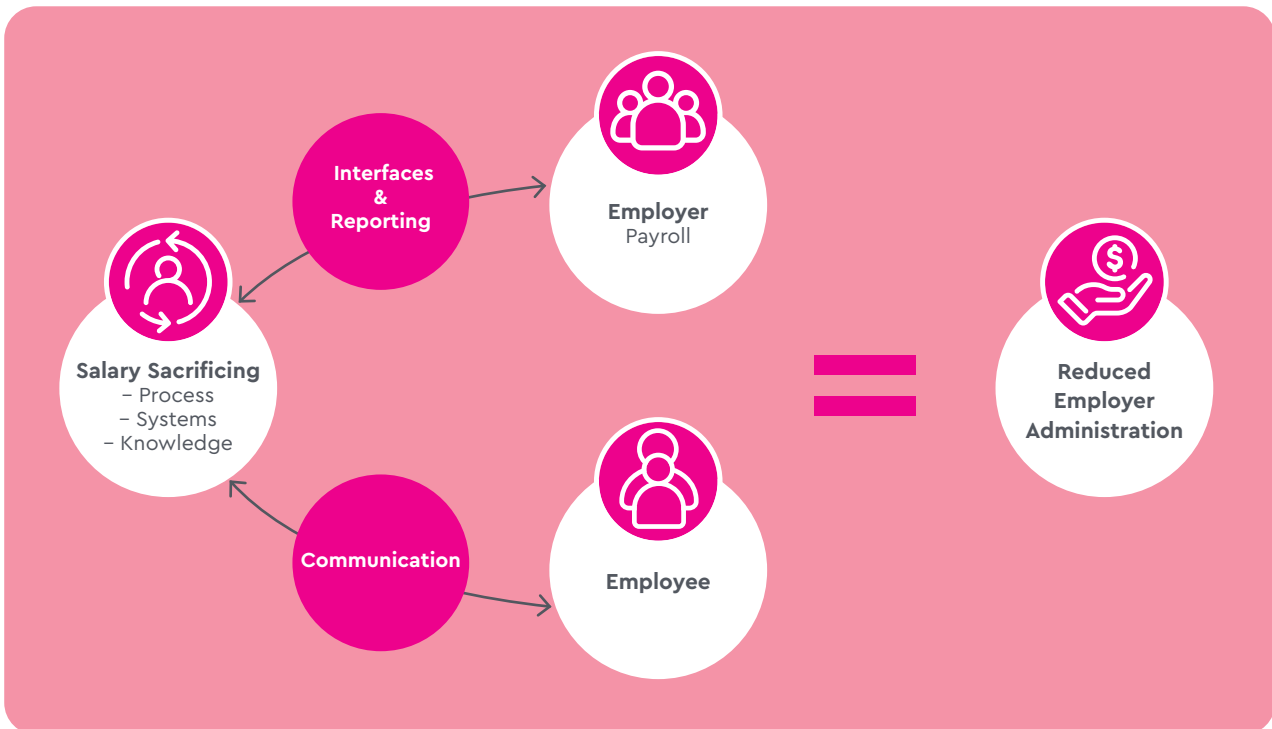 Interfaces
&
Reporting
Employer
Payroll
Salary Sacrificing
– Process
– Systems
– Knowledge
Communication
Employee
$
Reduced
Employer
Administration